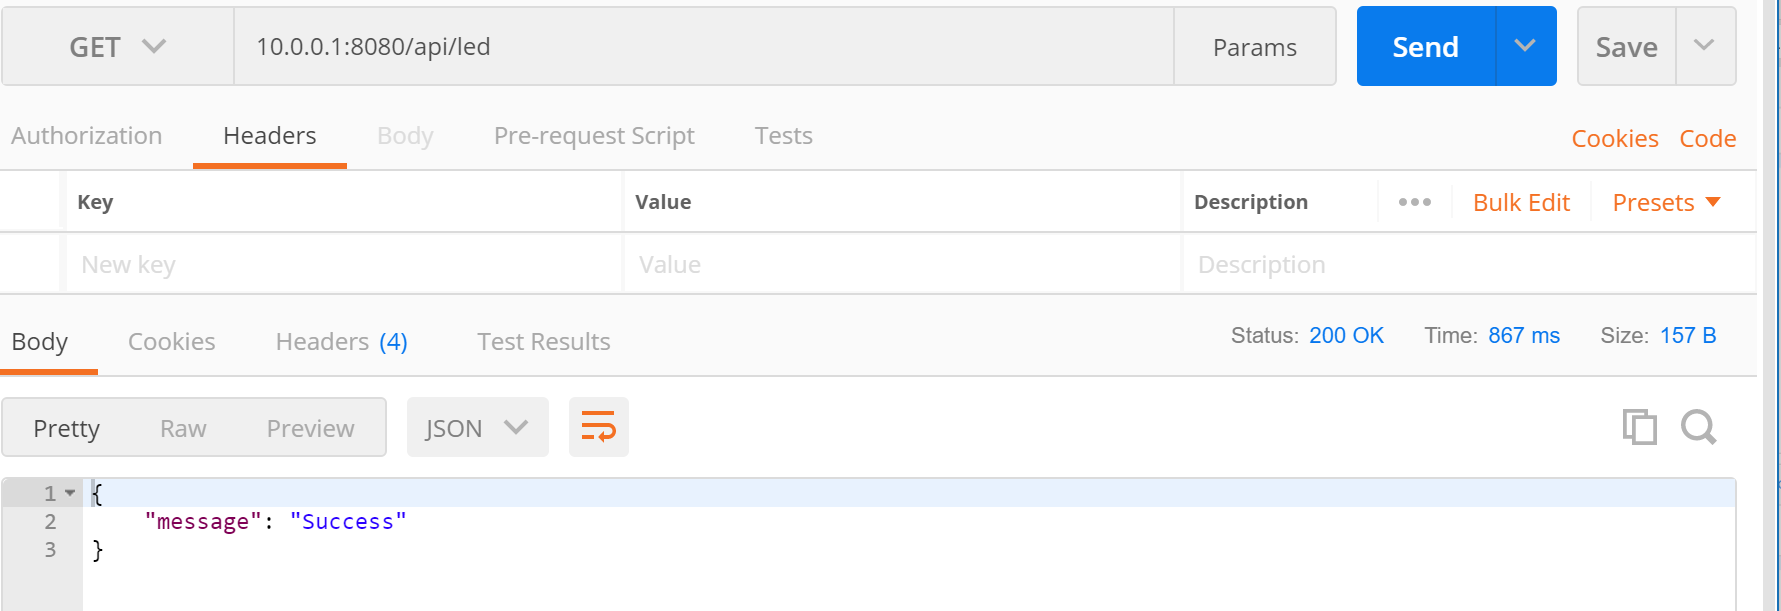 GET 10.0.0.1:8080/api/led Params Send Save
Authorization Headers Body Pre-request Script Tests Cookies Code
Key Value Description ••• Bulk Edit Presets
New key Value Description
Body Cookies Headers (4) Test Results Status: 200 OK Time: 867 ms Size: 157 B
Pretty Raw Preview JSON
1 {
2 "message": "Success"
3 }